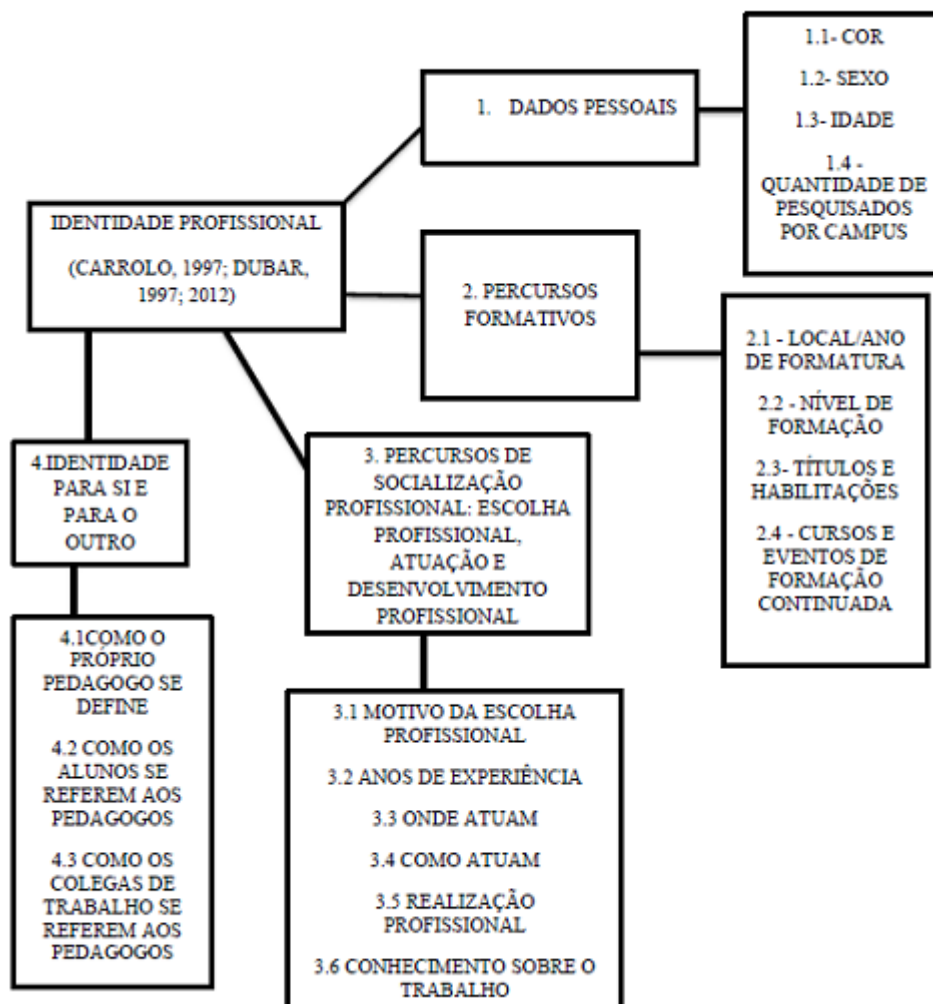 IDENTIDADE PROFISSIONAL
(CARROLO, 1997; DUBAR,
1997; 2012)
1. DADOS PESSOAIS
1.1- COR
1.2- SEXO
1.3- IDADE
1.4 -
QUANTIDADE DE
PESQUISADOS
POR CAMPUS
2. PERCURSOS
FORMATIVOS
2.1 - LOCAL/ANO
DE FORMATURA
2.2 - NÍVEL DE
FORMAÇÃO
2.3- TÍTULOS E
HABILITAÇÕES
2.4 - CURSOS E
EVENTOS DE
FORMAÇÃO
CONTINUADA
3. PERCURSOS DE
SOCIALIZAÇÃO
PROFISSIONAL: ESCOLHA
PROFISSIONAL,
ATUAÇÃO E
DESENVOLVIMENTO
PROFISSIONAL
3.1 MOTIVO DA ESCOLHA
PROFISSIONAL
3.2 ANOS DE EXPERIÊNCIA
3.3 ONDE ATUAM
3.4 COMO ATUAM
3.5 REALIZAÇÃO
PROFISSIONAL
3.6 CONHECIMENTO SOBRE O
TRABALHO
4.IDENTIDADE
PARA SI E
PARA O
OUTRO
4.1COMO O
PRÓPRIO
PEDAGOGO SE
DEFINE
4.2 COMO OS
ALUNOS SE
REFEREM AOS
PEDAGOGOS
4.3 COMO OS
COLEGAS DE
TRABALHO SE
REFEREM AOS
PEDAGOGOS